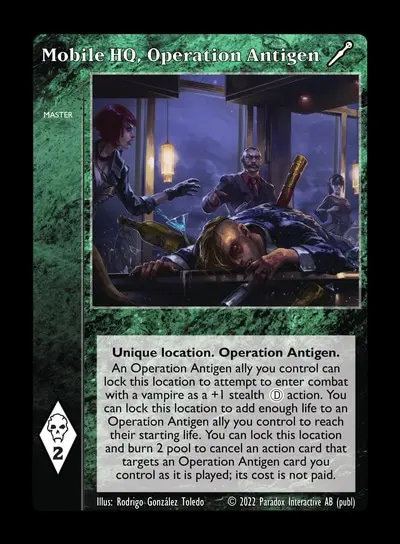 Mobile HQ, Operation Antigen
MASTER
Unique location. Operation Antigen.
An Operation Antigen ally you control can
lock this location to attempt to enter combat
with a vampire as a +1 stealth Ⓓ action. You
can lock this location to add enough life to an
Operation Antigen ally you control to reach
their starting life. You can lock this location
and burn 2 pool to cancel an action card that
targets an Operation Antigen card you
control as it is played; its cost is not paid.
2
Illus: Rodrigo González Toledo © 2022 Paradox Interactive AB (publ)